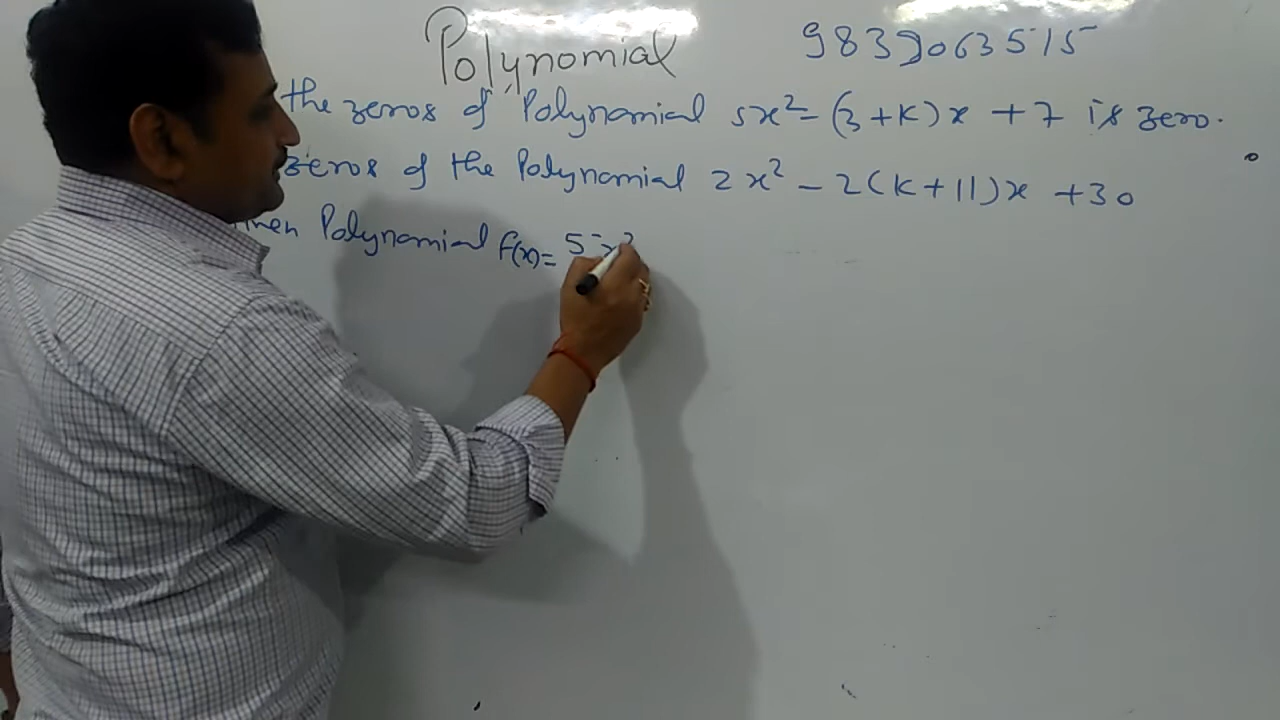 Polynomial 9839063515
the zeros of Polynomial 5x² - (3+K)x + 7 is zero.
zeros of the Polynomial 2x² - 2(K+11)x + 30
Polynomial f(x) = 5x²